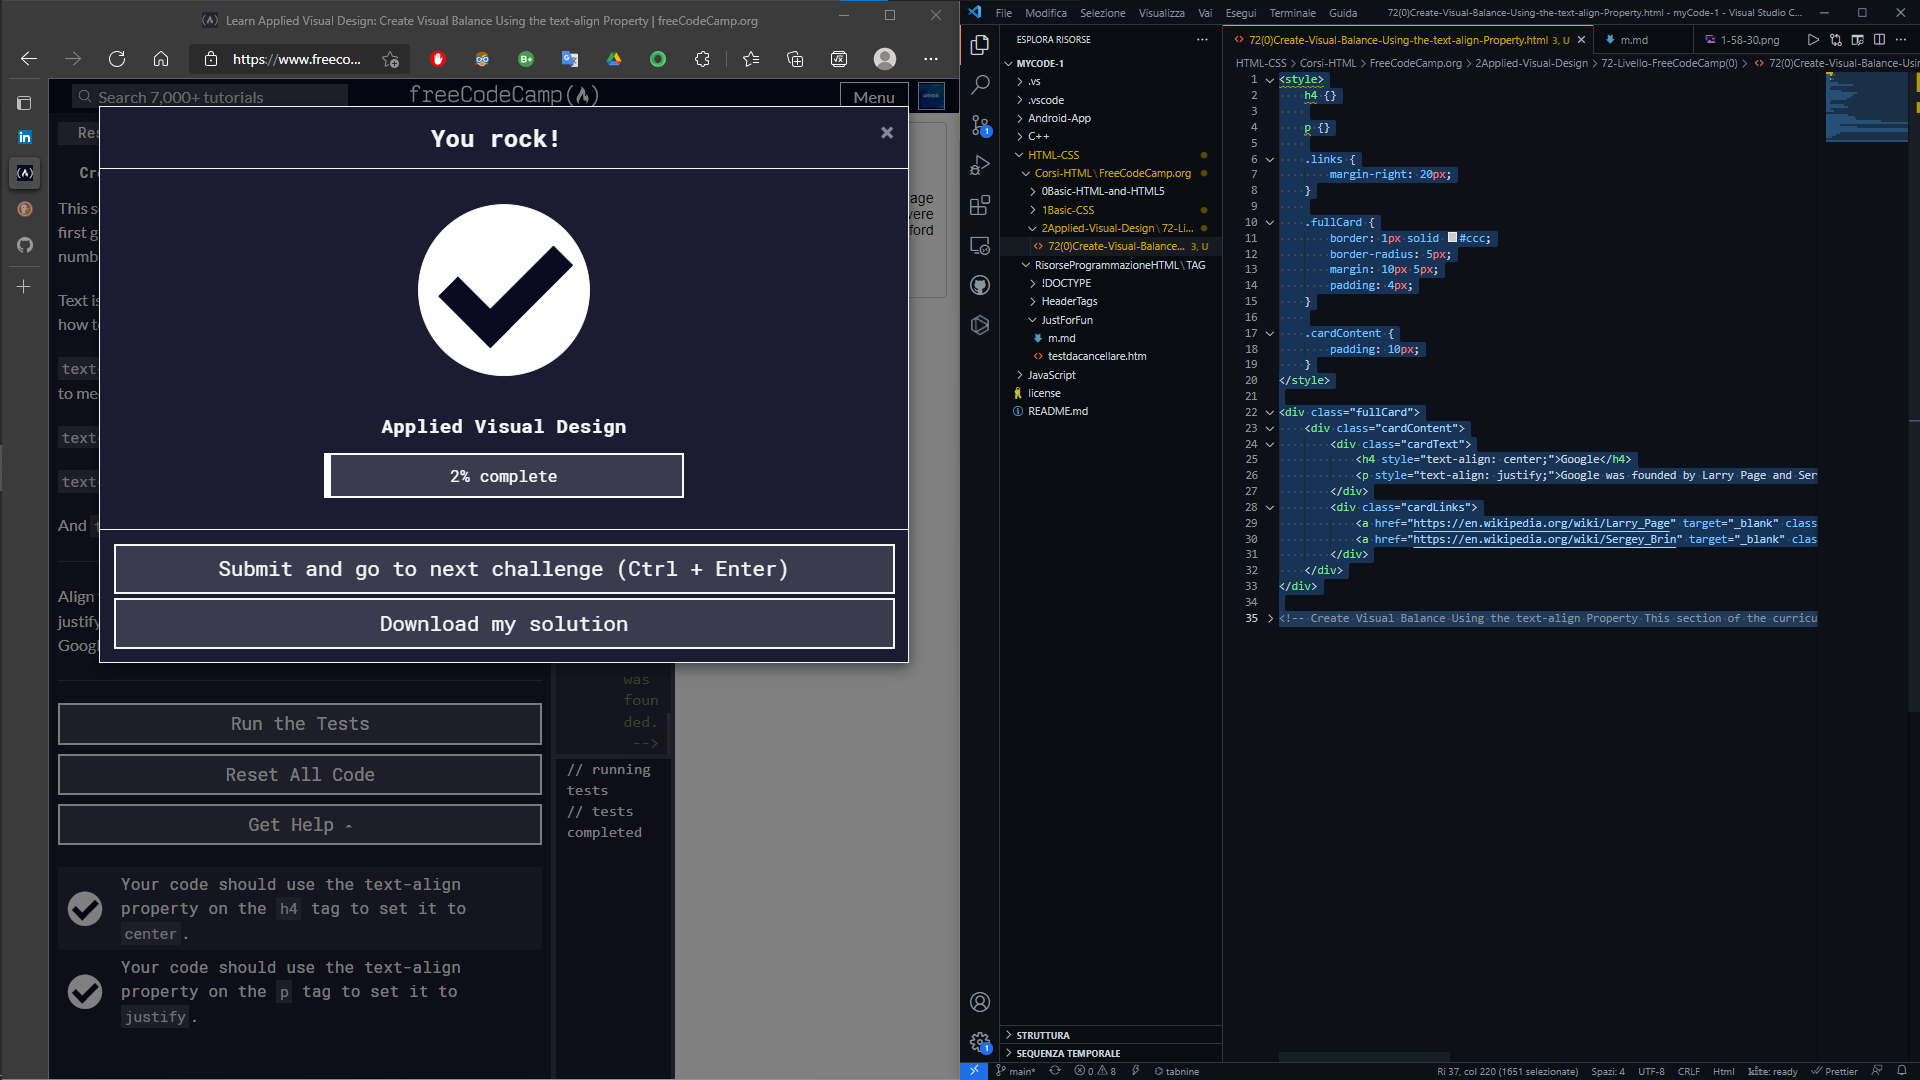 Learn Applied Visual Design: Create Visual Balance Using the text-align Property | freeCodeCamp.org
https://www.freeco...
Search 7,000+ tutorials
freeCodeCamp(🔥)
Menu
Res
You rock!
×
Cre
This s
first g
numb
Text is
how t
text-
to me
text-
text-
And t
Align
justify
Googl
age
vere
ford
Applied Visual Design
2% complete
Submit and go to next challenge (Ctrl + Enter)
Download my solution
Run the Tests
Reset All Code
Get Help
was
foun
ded.
-->
// running
tests
// tests
completed
Your code should use the text-align
property on the h4 tag to set it to
center.
Your code should use the text-align
property on the p tag to set it to
justify.
File Modifica Selezione Visualizza Vai Esegui Terminale Guida
72(0)Create-Visual-Balance-Using-the-text-align-Property.html - myCode-1 - Visual Studio C...
ESPLORA RISORSE
MYCODE-1
.vs
.vscode
Android-App
C++
HTML-CSS
Corsi-HTML\FreeCodeCamp.org
0Basic-HTML-and-HTML5
1Basic-CSS
2Applied-Visual-Design\72-Li...
72(0)Create-Visual-Balance... 3, U
RisorseProgrammazioneHTML\TAG
!DOCTYPE
HeaderTags
JustForFun
m.md
testdacancellare.htm
JavaScript
license
README.md
STRUTTURA
SEQUENZA TEMPORALE
72(0)Create-Visual-Balance-Using-the-text-align-Property.html 3, U
m.md
1-58-30.png
HTML-CSS > Corsi-HTML > FreeCodeCamp.org > 2Applied-Visual-Design > 72-Livello-FreeCodeCamp(0) > 72(0)Create-Visual-Balance-Usin
1 <style>
2 h4 {}
3
4 p {}
5
6 .links {
7 margin-right: 20px;
8 }
9
10 .fullCard {
11 border: 1px solid #ccc;
12 border-radius: 5px;
13 margin: 10px 5px;
14 padding: 4px;
15 }
16
17 .cardContent {
18 padding: 10px;
19 }
20 </style>
21
22 <div class="fullCard">
23 <div class="cardContent">
24 <div class="cardText">
25 <h4 style="text-align: center;">Google</h4>
26 <p style="text-align: justify;">Google was founded by Larry Page and Ser
27 </div>
28 <div class="cardLinks">
29 <a href="https://en.wikipedia.org/wiki/Larry_Page" target="_blank" class
30 <a href="https://en.wikipedia.org/wiki/Sergey_Brin" target="_blank" clas
31 </div>
32 </div>
33 </div>
34
35 <!-- Create Visual Balance Using the text-align Property This section of the curricu
main* 0 8 tabnine
Ri 37, col 220 (1651 selezionate) Spazi: 4 UTF-8 CRLF Html kite: ready Prettier